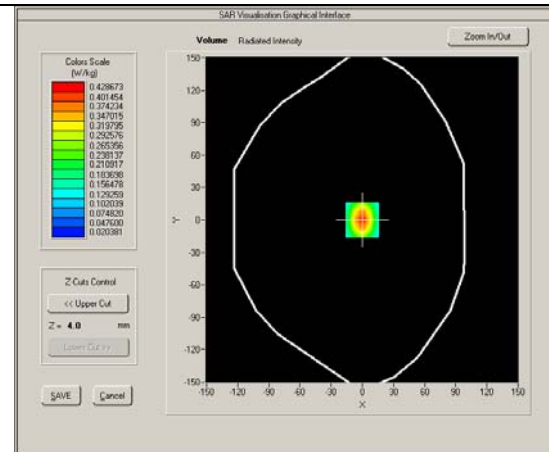 SAR Visualisation Graphical Interface
Volume Radiated Intensity
Zoom In/Out
Colors Scale
(W/kg)
0.428673
0.401454
0.374234
0.347015
0.319795
0.292576
0.265356
0.238137
0.210917
0.183698
0.156478
0.129259
0.102039
0.074820
0.047600
0.020381
Z Cuts Control
<< Upper Cut
Z = 4.0 mm
Lower Cut >>
SAVE Cancel
150
120
90
60
30
0
-30
-60
-90
-120
-150
Y
-150 -120 -90 -60 -30 0 30 60 90 120 150
X